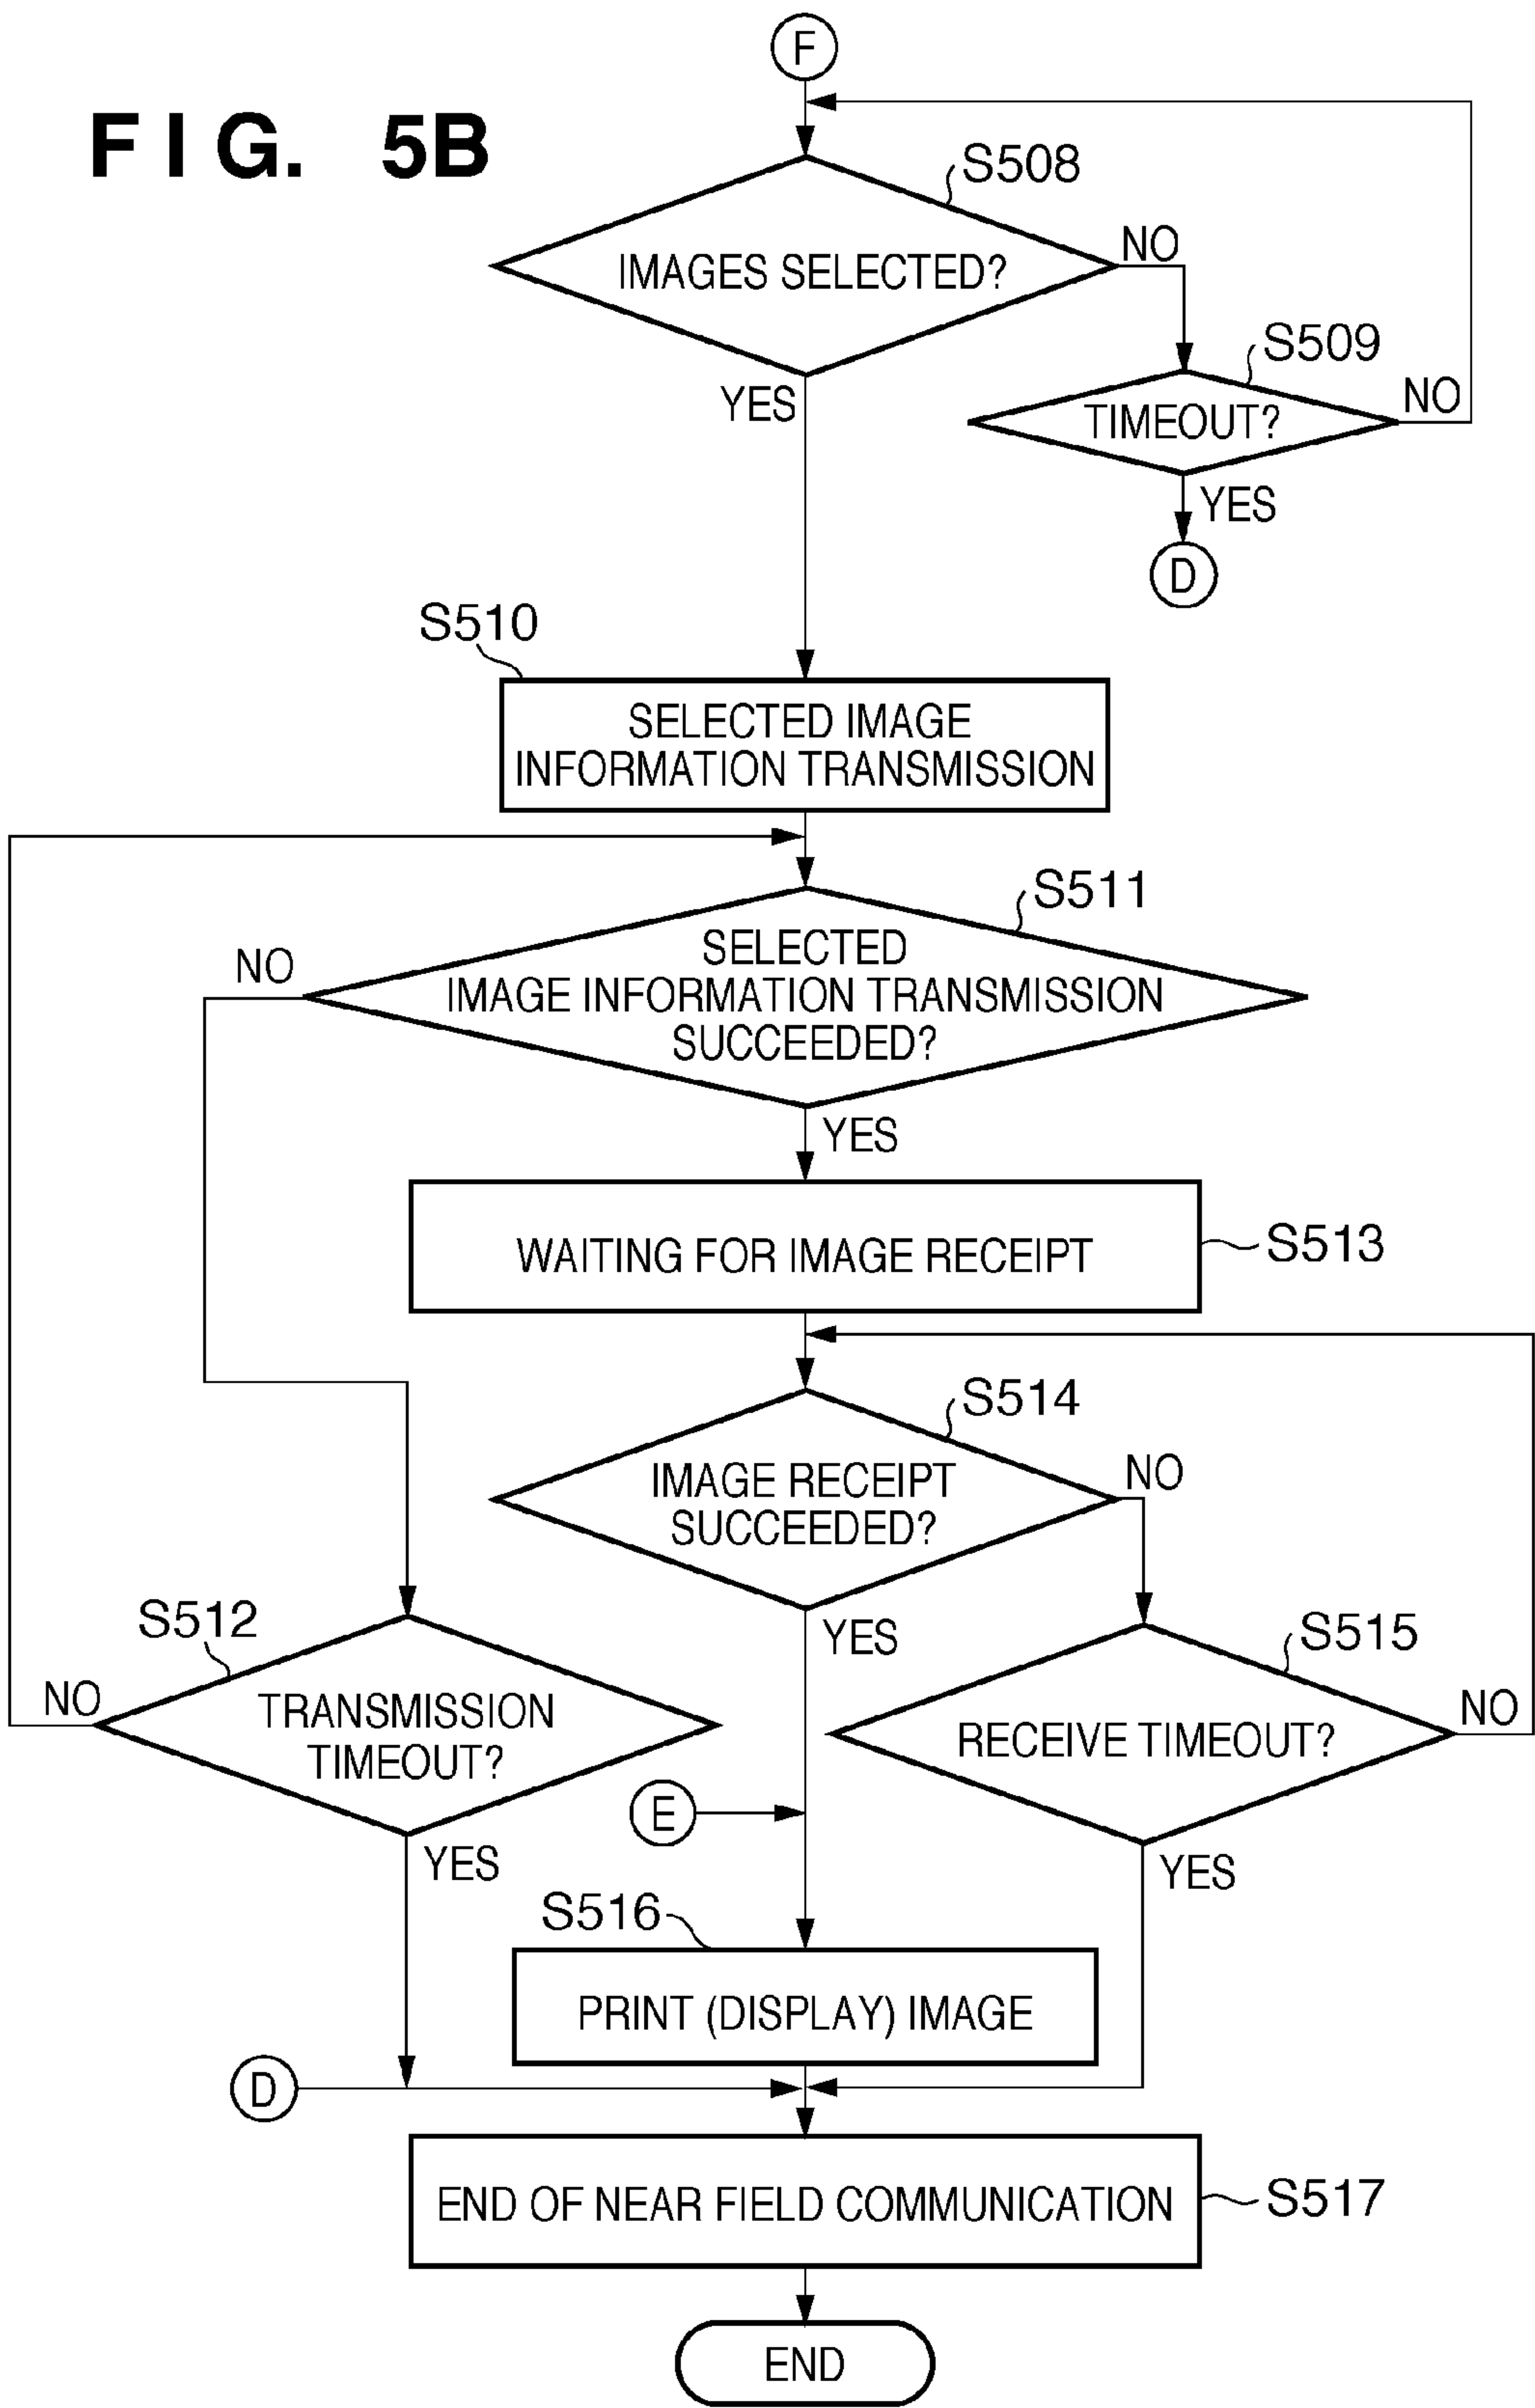 F
FIG. 5B
S508
IMAGES SELECTED?
NO
S509
TIMEOUT?
NO
YES
YES
D
S510
SELECTED IMAGE
INFORMATION TRANSMISSION
S511
SELECTED
IMAGE INFORMATION TRANSMISSION
SUCCEEDED?
NO
YES
WAITING FOR IMAGE RECEIPT
S513
S514
IMAGE RECEIPT
SUCCEEDED?
NO
YES
S512
TRANSMISSION
TIMEOUT?
NO
YES
S515
RECEIVE TIMEOUT?
NO
YES
E
S516
PRINT (DISPLAY) IMAGE
D
END OF NEAR FIELD COMMUNICATION
S517
END